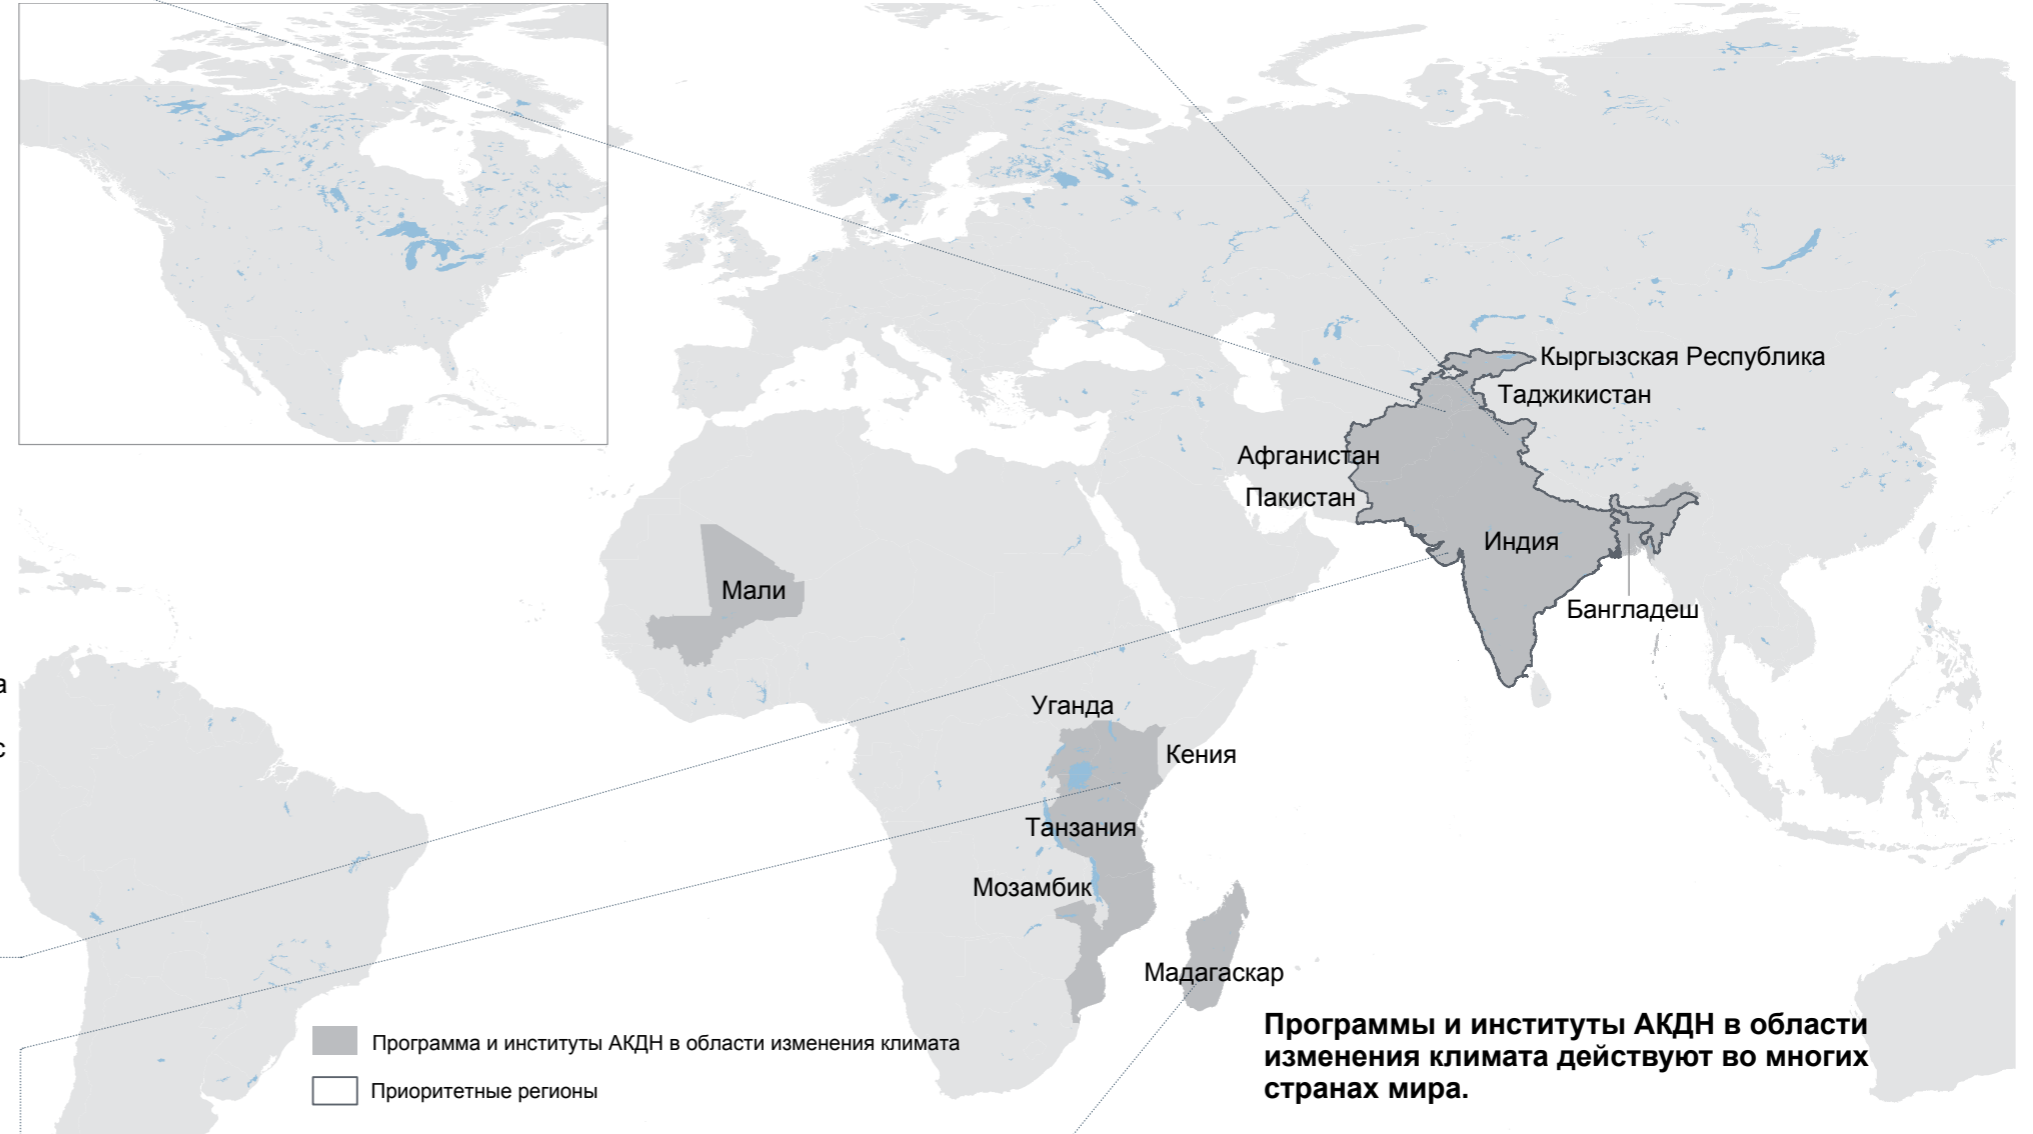 Кыргызская Республика
Таджикистан
Афганистан
Пакистан
Индия
Бангладеш
Мали
а
с
Уганда
Кения
Танзания
Мозамбик
Мадагаскар
Программа и институты АКДН в области изменения климата
Приоритетные регионы
Программы и институты АКДН в области
изменения климата действуют во многих
странах мира.